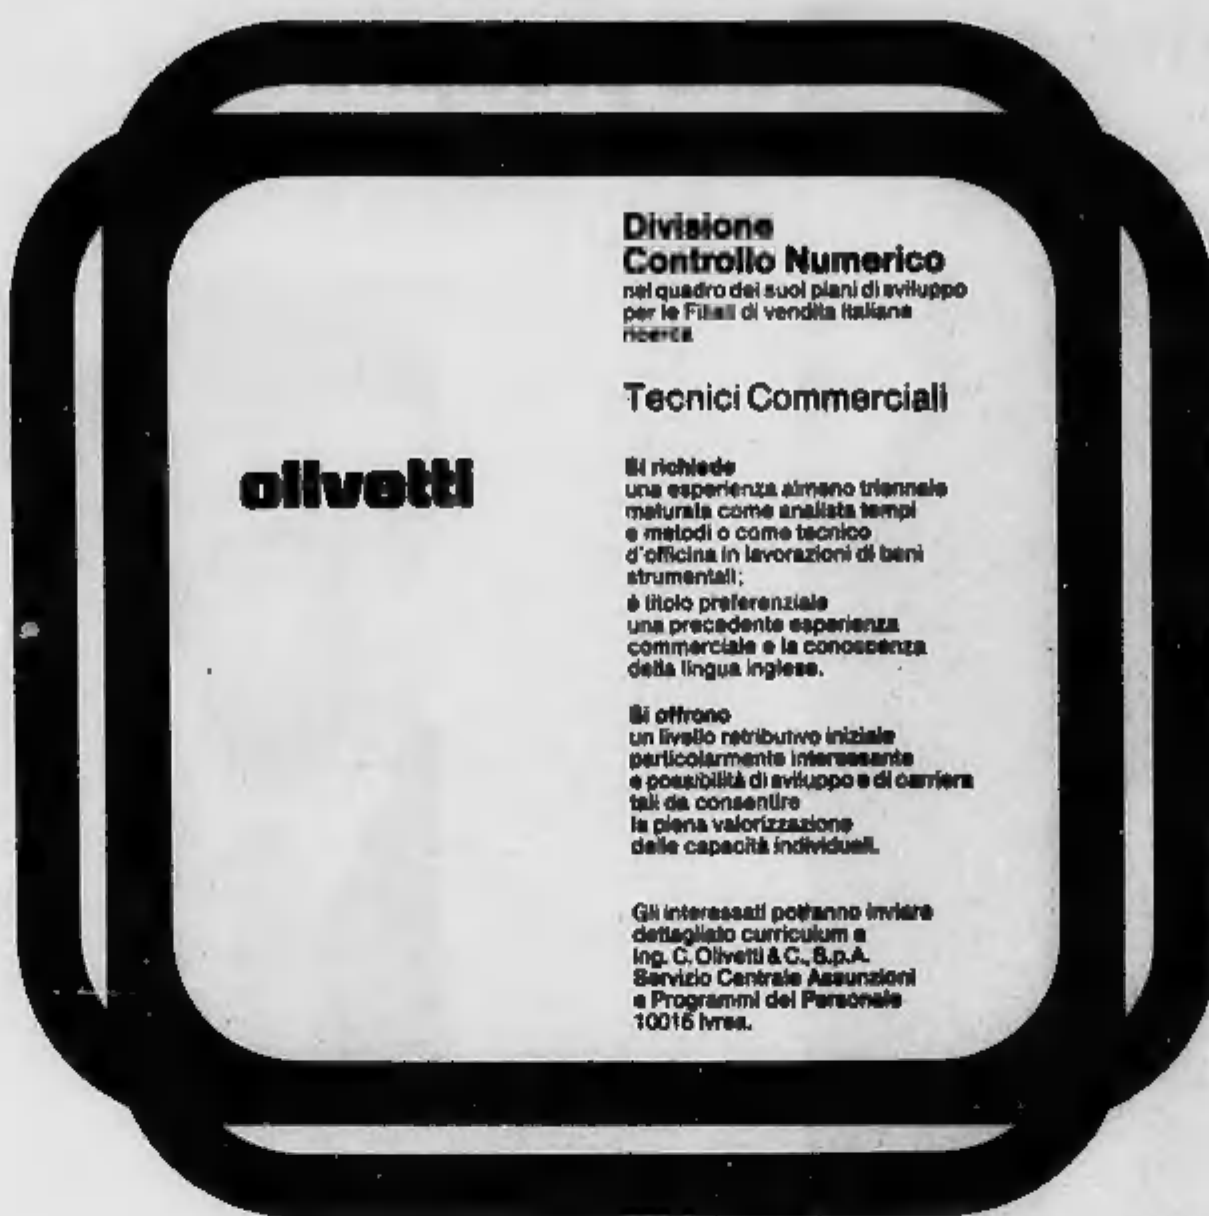 olivetti
Divisione
Controllo Numerico
nel quadro dei suoi piani di sviluppo
per le Filiali di vendita italiane
ricerca
Tecnici Commerciali
Si richiede
una esperienza almeno triennale
maturata come analista tempi
e metodi o come tecnico
d'officina in lavorazioni di beni
strumentali;
è titolo preferenziale
una precedente esperienza
commerciale e la conoscenza
della lingua inglese.
Si offrono
un livello retributivo iniziale
particolarmente interessante
e possibilità di sviluppo e di carriera
tali da consentire
la piena valorizzazione
delle capacità individuali.
Gli interessati potranno inviare
dettagliato curriculum a
Ing. C. Olivetti & C., S.p.A.
Servizio Centrale Assunzioni
e Programmi del Personale
10015 Ivrea.